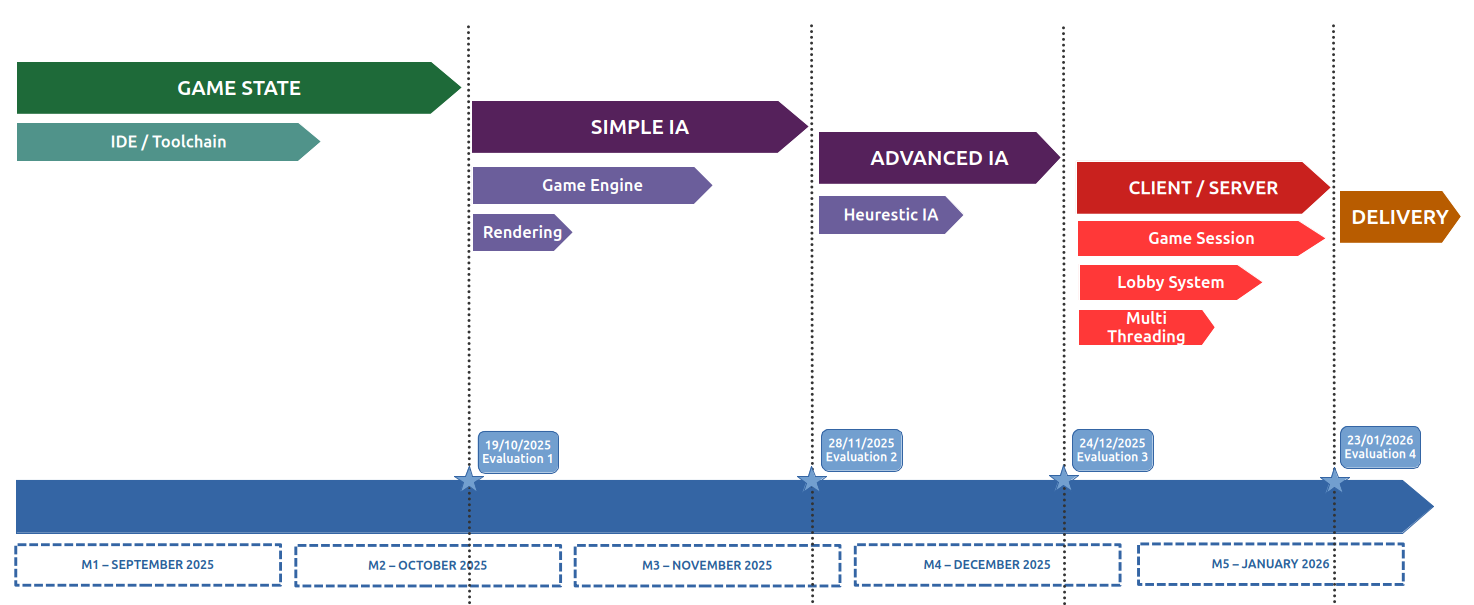 GAME STATE
IDE / Toolchain
SIMPLE IA
Game Engine
Rendering
ADVANCED IA
Heurestic IA
CLIENT / SERVER
Game Session
Lobby System
Multi
Threading
DELIVERY
19/10/2025
Evaluation 1
28/11/2025
Evaluation 2
24/12/2025
Evaluation 3
23/01/2026
Evaluation 4
M1 – SEPTEMBER 2025
M2 – OCTOBER 2025
M3 – NOVEMBER 2025
M4 – DECEMBER 2025
M5 – JANUARY 2026